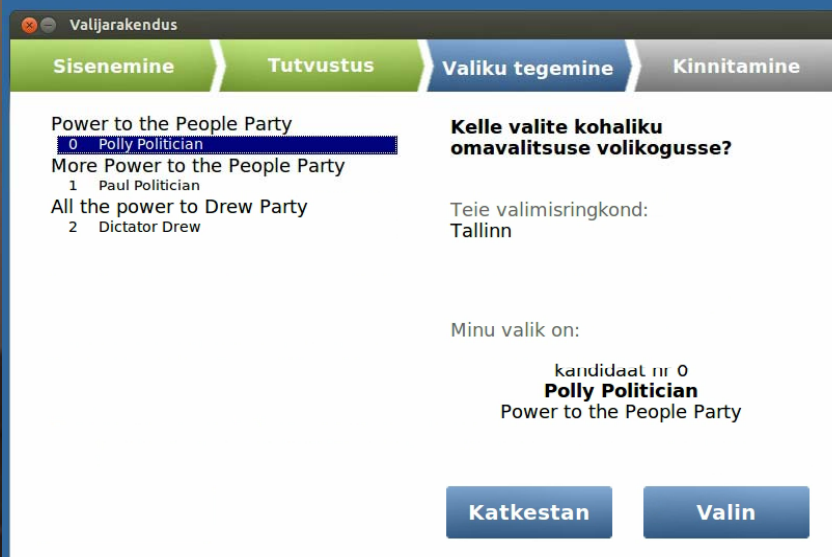 Valijarakendus
Sisenemine
Tutvustus
Valiku tegemine
Kinnitamine
Power to the People Party
0 Polly Politician
More Power to the People Party
1 Paul Politician
All the power to Drew Party
2 Dictator Drew
Kelle valite kohaliku
omavalitsuse volikogusse?
Teie valimisringkond:
Tallinn
Minu valik on:
kandidaat nr 0
Polly Politician
Power to the People Party
Katkestan
Valin